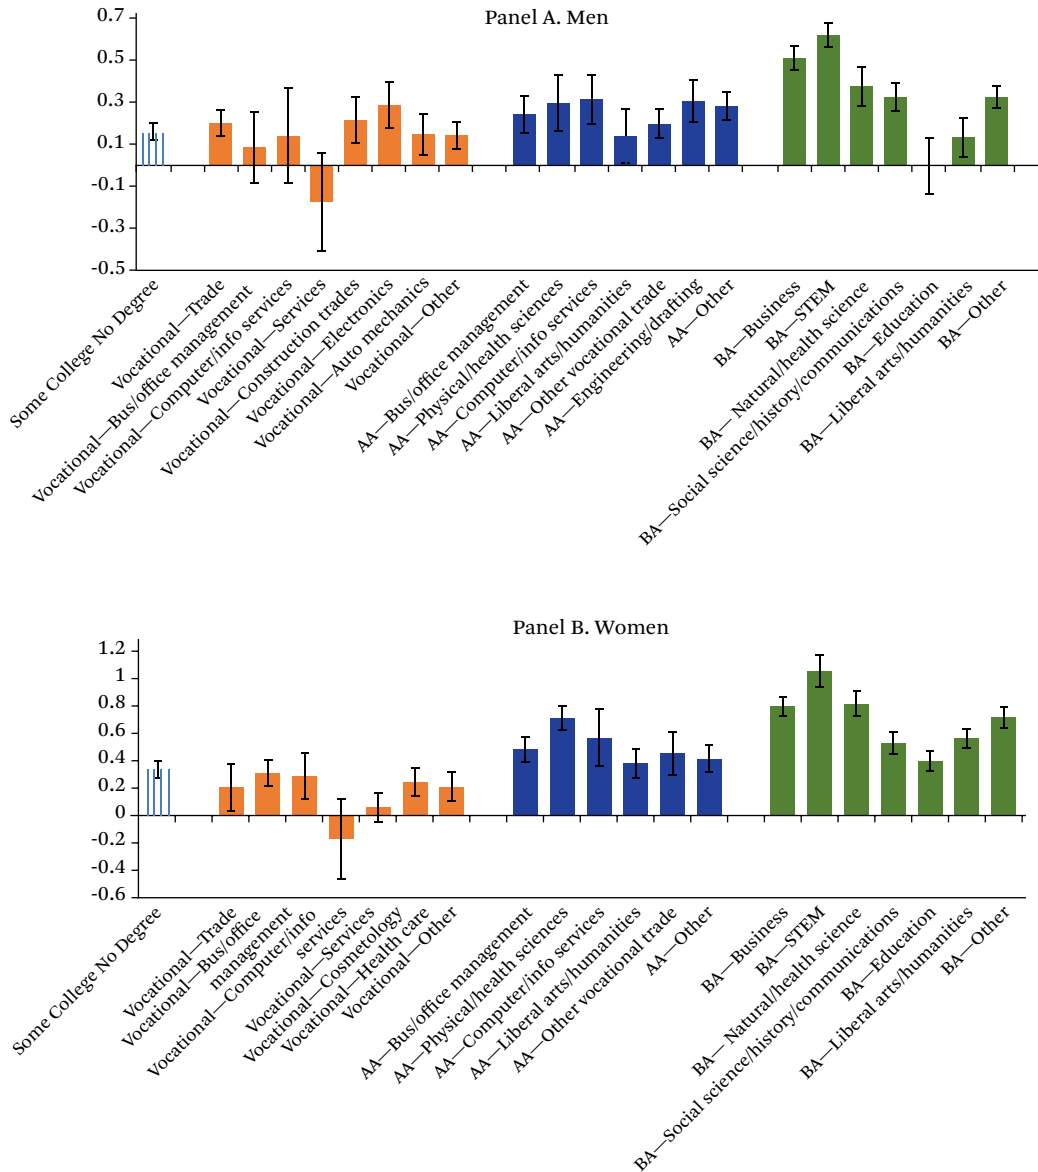 Panel A. Men
0.7
0.5
0.3
0.1
-0.1
-0.3
-0.5
Some College No Degree
Vocational—Trade
Vocational—Bus/office management
Vocational—Computer/info services
Vocational—Services
Vocational—Construction trades
Vocational—Electronics
Vocational—Auto mechanics
Vocational—Other
AA—Bus/office management
AA—Physical/health sciences
AA—Computer/info services
AA—Liberal arts/humanities
AA—Other vocational trade
AA—Engineering/drafting
AA—Other
BA—Business
BA—STEM
BA— Natural/health science
BA—Social science/history/communications
BA—Education
BA—Liberal arts/humanities
BA—Other
Panel B. Women
1.2
1
0.8
0.6
0.4
0.2
0
-0.2
-0.4
-0.6
Some College No Degree
Vocational—Trade
Vocational—Bus/office
management
Vocational—Computer/info
services
Vocational—Services
Vocational—Cosmetology
Vocational—Health care
Vocational—Other
AA—Bus/office management
AA—Physical/health sciences
AA—Computer/info services
AA—Liberal arts/humanities
AA—Other vocational trade
AA—Other
BA—Business
BA—STEM
BA— Natural/health science
BA—Social science/history/communications
BA—Education
BA—Liberal arts/humanities
BA—Other